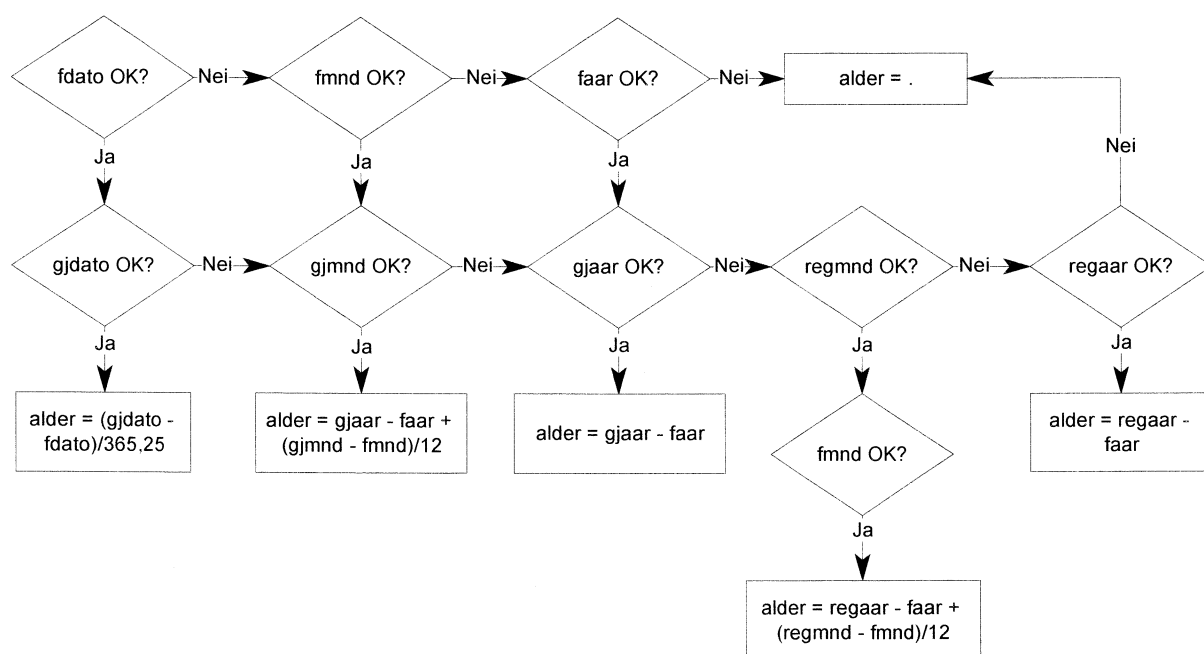 fdato OK?
Nei
fmnd OK?
Nei
faar OK?
Nei
alder = .
Ja
Ja
Ja
Nei
gjdato OK?
Nei
gjmnd OK?
Nei
gjaar OK?
Nei
regmnd OK?
Nei
regaar OK?
Ja
Ja
Ja
Ja
Ja
alder = (gjdato -
fdato)/365,25
alder = gjaar - faar +
(gjmnd - fmnd)/12
alder = gjaar - faar
fmnd OK?
alder = regaar -
faar
Ja
alder = regaar - faar +
(regmnd - fmnd)/12